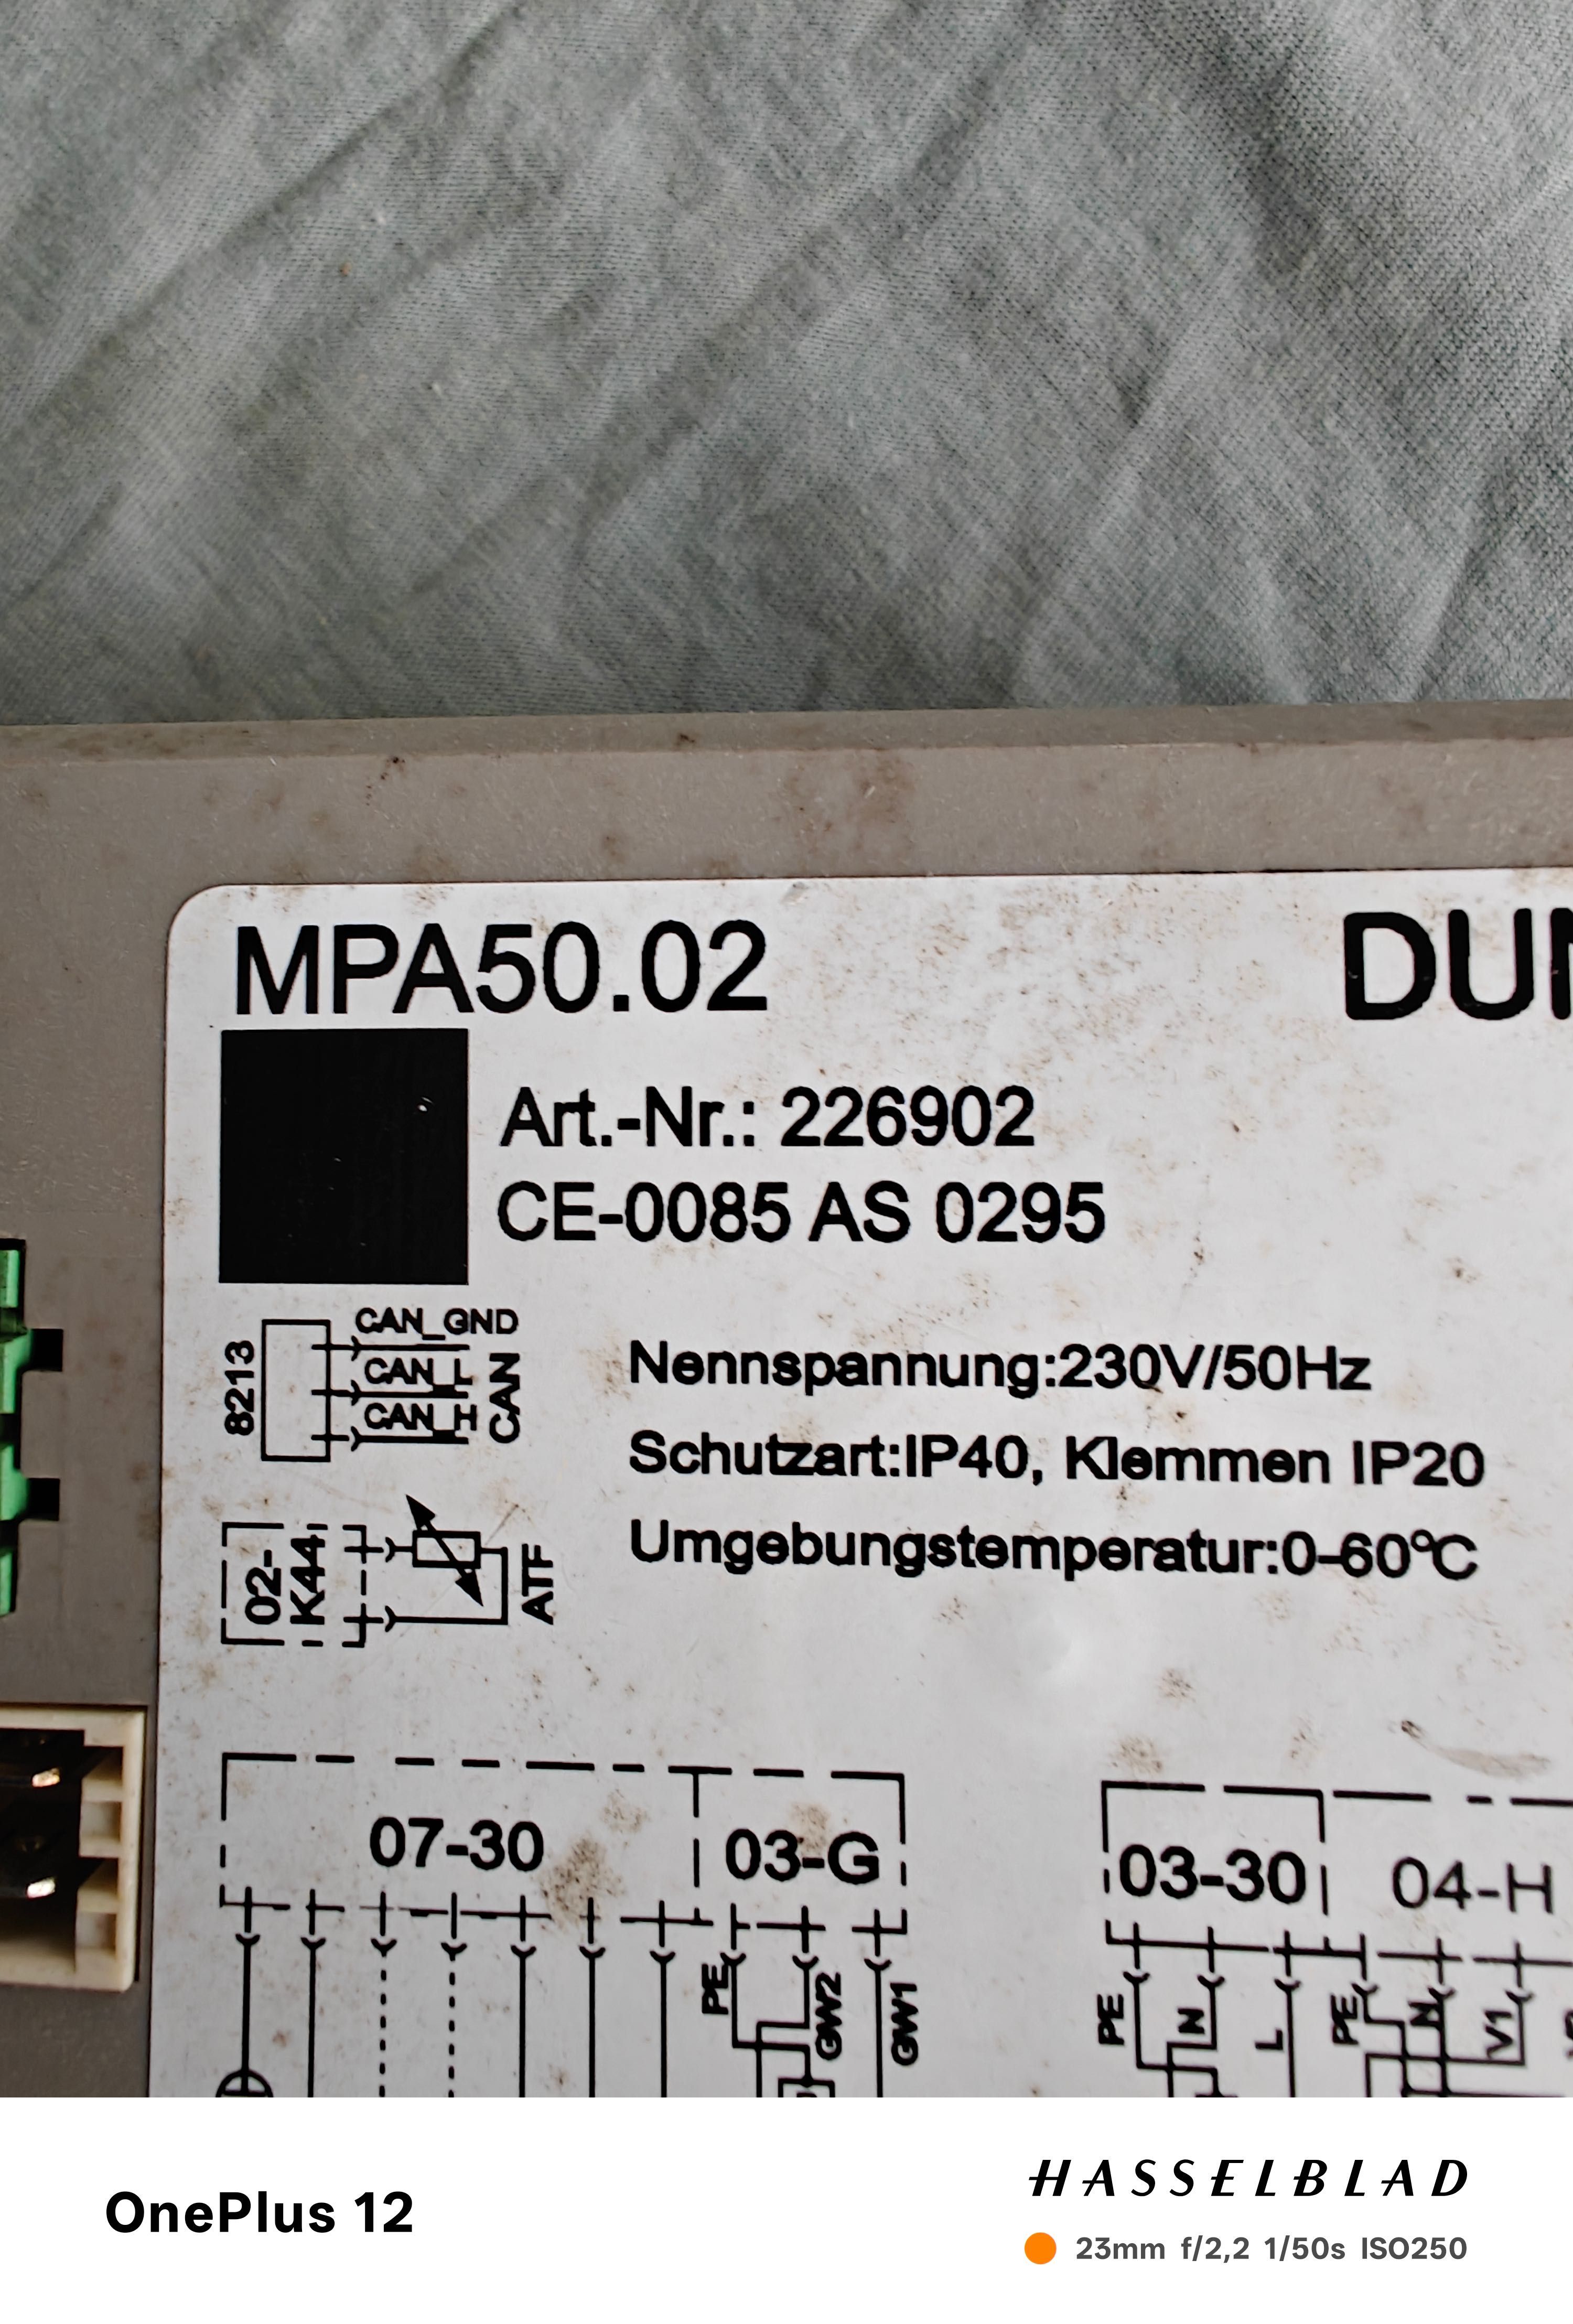 MPA50.02
DUN
Art.-Nr.: 226902
CE-0085 AS 0295
8213
CAN_GND
CAN_L
CAN_H
CAN
Nennspannung:230V/50Hz
Schutzart:IP40, Klemmen IP20
Umgebungstemperatur:0-60°C
02-
K44
ATF
07-30
03-G
03-30
04-H
PE
GW2
GW1
PE
N
L
PE
N
V1
OnePlus 12
HASSELBLAD
23mm f/2,2 1/50s ISO250